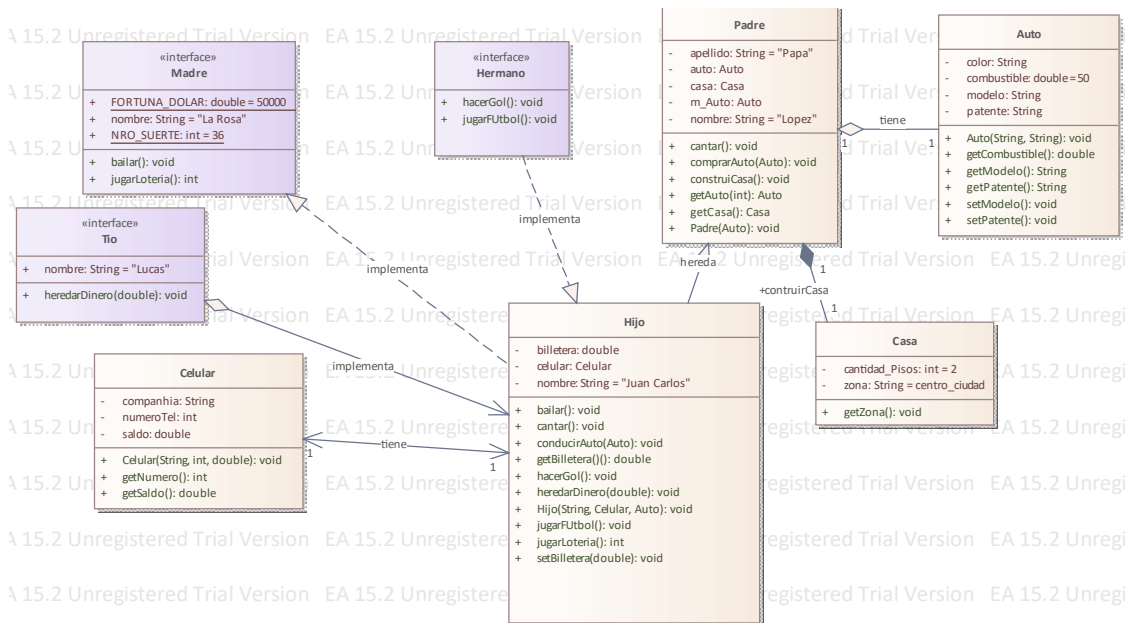 EA 15.2 Unregistered Trial Version
«interface»
Madre
+ FORTUNA_DOLAR: double = 50000
+ nombre: String = "La Rosa"
+ NRO_SUERTE: int = 36
+ bailar(): void
+ jugarLoteria(): int
«interface»
Hermano
+ hacerGol(): void
+ jugarFUtbol(): void
Padre
- apellido: String = "Papa"
- auto: Auto
- casa: Casa
- m_Auto: Auto
- nombre: String = "Lopez"
+ cantar(): void
+ comprarAuto(Auto): void
+ construiCasa(): void
+ getAuto(int): Auto
+ getCasa(): Casa
+ Padre(Auto): void
tiene
1
1
Auto
- color: String
- combustible: double = 50
- modelo: String
- patente: String
+ Auto(String, String): void
+ getCombustible(): double
+ getModelo(): String
+ getPatente(): String
+ setModelo(): void
+ setPatente(): void
«interface»
Tio
+ nombre: String = "Lucas"
+ heredarDinero(double): void
implementa
implementa
hereda
1
+contruirCasa
1
implementa
Celular
- companhia: String
- numeroTel: int
- saldo: double
+ Celular(String, int, double): void
+ getNumero(): int
+ getSaldo(): double
1
tiene
1
Hijo
- billetera: double
- celular: Celular
- nombre: String = "Juan Carlos"
+ bailar(): void
+ cantar(): void
+ conducirAuto(Auto): void
+ getBilletera()(): double
+ hacerGol(): void
+ heredarDinero(double): void
+ Hijo(String, Celular, Auto): void
+ jugarFUtbol(): void
+ jugarLoteria(): int
+ setBilletera(double): void
Casa
- cantidad_Pisos: int = 2
- zona: String = centro_ciudad
+ getZona(): void